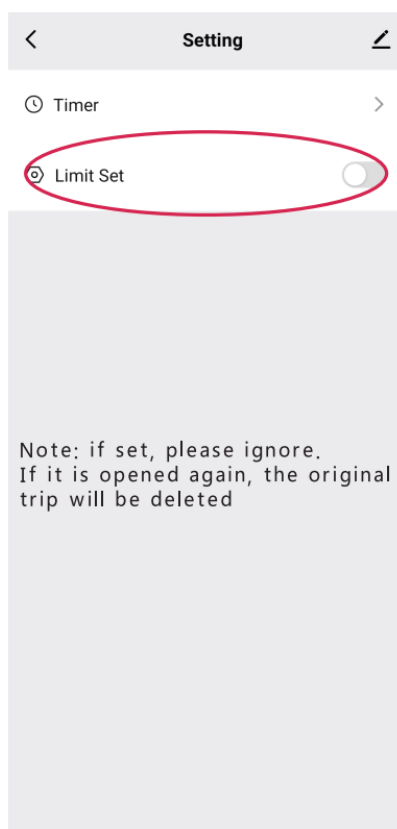 Setting
Timer
Limit Set
Note: if set, please ignore.
If it is opened again, the original
trip will be deleted